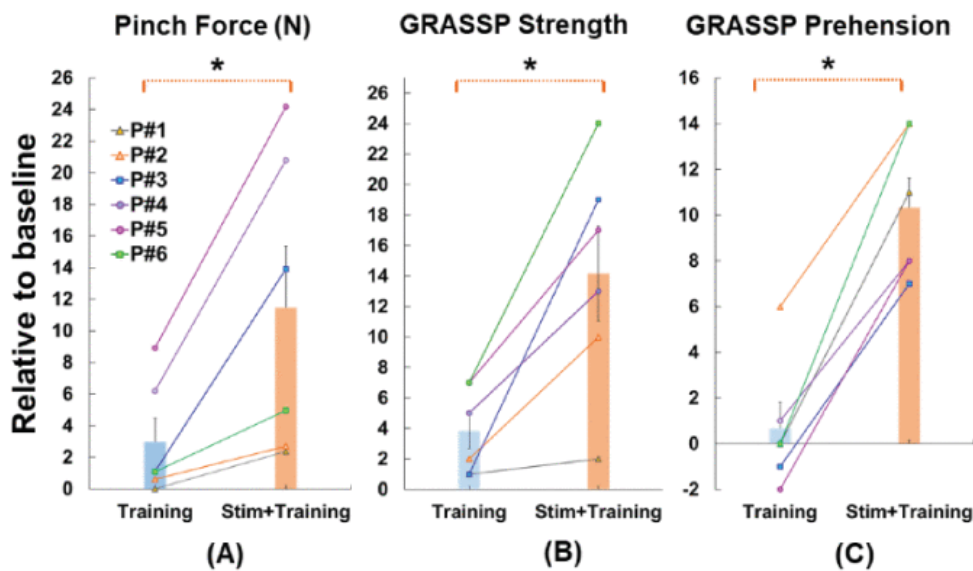 Pinch Force (N)
GRASSP Strength
GRASSP Prehension
Relative to baseline
*
26
24
22
20
18
16
14
12
10
8
6
4
2
0
P#1
P#2
P#3
P#4
P#5
P#6
Training
Stim+Training
(A)
*
26
24
22
20
18
16
14
12
10
8
6
4
2
0
Training
Stim+Training
(B)
*
16
14
12
10
8
6
4
2
0
-2
Training
Stim+Training
(C)